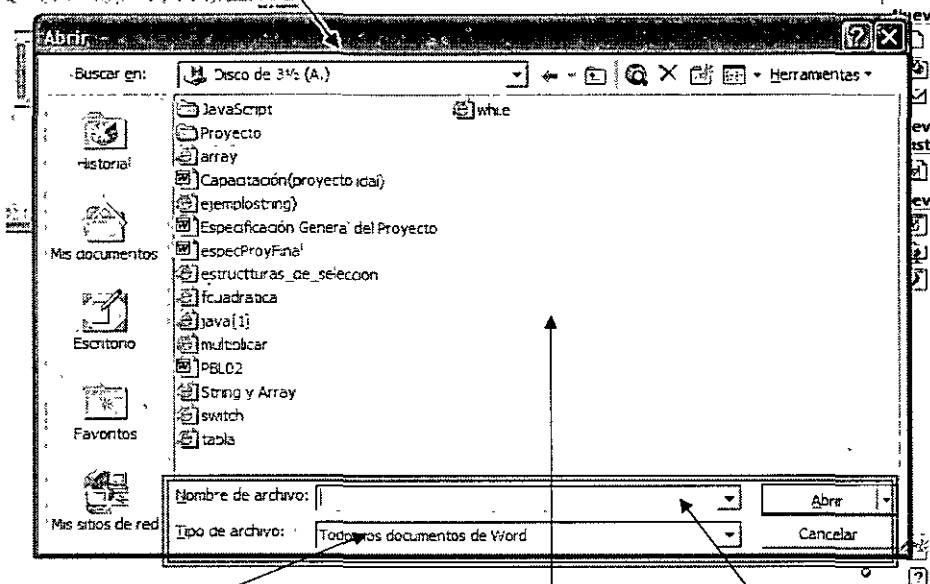 Abrir
Buscar en: Disco de 3½ (A:) Herramientas
JavaScript while
Proyecto
Historial
array
Capacitación(proyecto idai)
ejemplostring)
Especificación General del Proyecto
Mis documentos
especProyFinal
estructturas_de_seleccion
fcuadratica
java[1]
Escritorio
multiplicar
PBL02
String y Array
switch
Favoritos
tabla
Nombre de archivo: Abrir
Mis sitios de red
Tipo de archivo: Todos los documentos de Word Cancelar